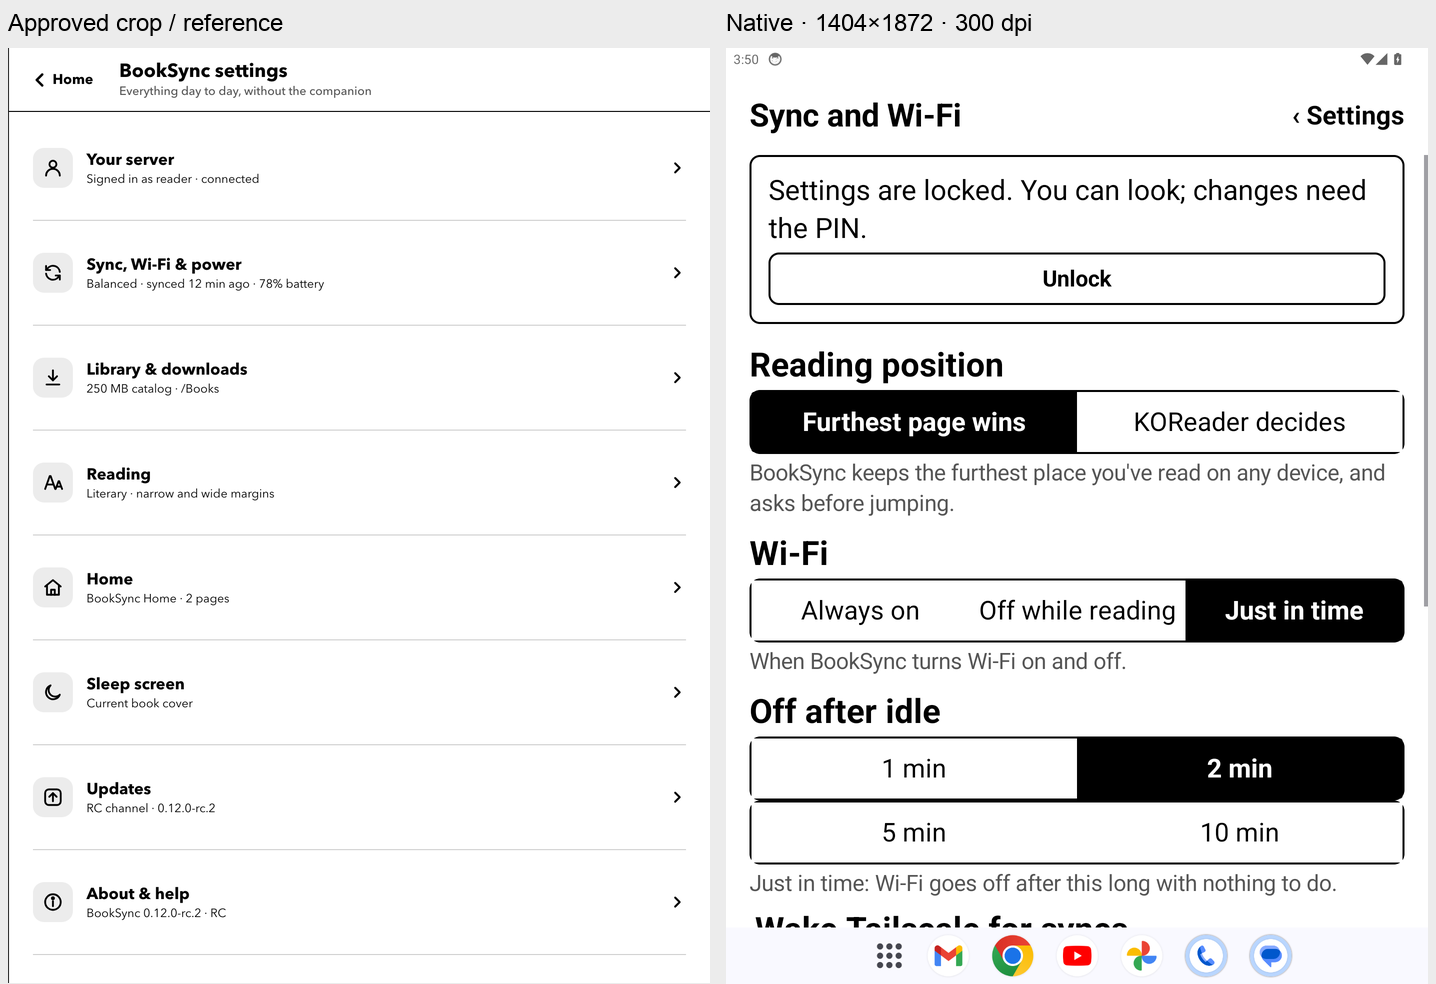 Approved crop / reference
Home
BookSync settings
Everything day to day, without the companion
Your server
Signed in as reader · connected
Sync, Wi-Fi & power
Balanced · synced 12 min ago · 78% battery
Library & downloads
250 MB catalog · /Books
Reading
Literary · narrow and wide margins
Home
BookSync Home · 2 pages
Sleep screen
Current book cover
Updates
RC channel · 0.12.0-rc.2
About & help
BookSync 0.12.0-rc.2 · RC
Native · 1404×1872 · 300 dpi
3:50
Sync and Wi-Fi
‹ Settings
Settings are locked. You can look; changes need
the PIN.
Unlock
Reading position
Furthest page wins
KOReader decides
BookSync keeps the furthest place you've read on any device, and
asks before jumping.
Wi-Fi
Always on
Off while reading
Just in time
When BookSync turns Wi-Fi on and off.
Off after idle
1 min
2 min
5 min
10 min
Just in time: Wi-Fi goes off after this long with nothing to do.
Wake Tailscale for syncs